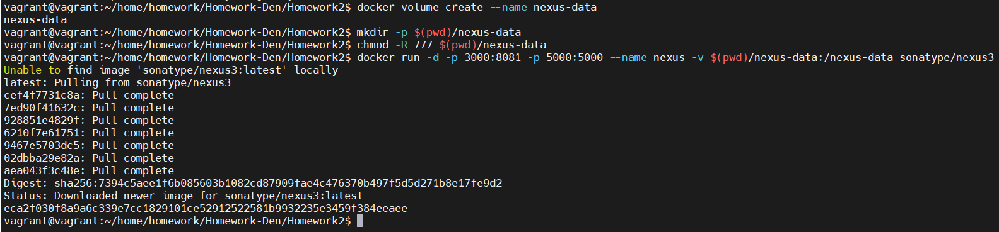 vagrant@vagrant:~/home/homework/Homework-Den/Homework2$ docker volume create --name nexus-data
nexus-data
vagrant@vagrant:~/home/homework/Homework-Den/Homework2$ mkdir -p $(pwd)/nexus-data
vagrant@vagrant:~/home/homework/Homework-Den/Homework2$ chmod -R 777 $(pwd)/nexus-data
vagrant@vagrant:~/home/homework/Homework-Den/Homework2$ docker run -d -p 3000:8081 -p 5000:5000 --name nexus -v $(pwd)/nexus-data:/nexus-data sonatype/nexus3
Unable to find image 'sonatype/nexus3:latest' locally
latest: Pulling from sonatype/nexus3
cef4f7731c8a: Pull complete
7ed90f41632c: Pull complete
928851e4829f: Pull complete
6210f7e61751: Pull complete
9467e5703dc5: Pull complete
02dbba29e82a: Pull complete
aea043f3c48e: Pull complete
Digest: sha256:7394c5aee1f6b085603b1082cd87909fae4c476370b497f5d5d271b8e17fe9d2
Status: Downloaded newer image for sonatype/nexus3:latest
eca2f030f8a9a6c339e7cc1829101ce52912522581b9932235e3459f384eeaee
vagrant@vagrant:~/home/homework/Homework-Den/Homework2$